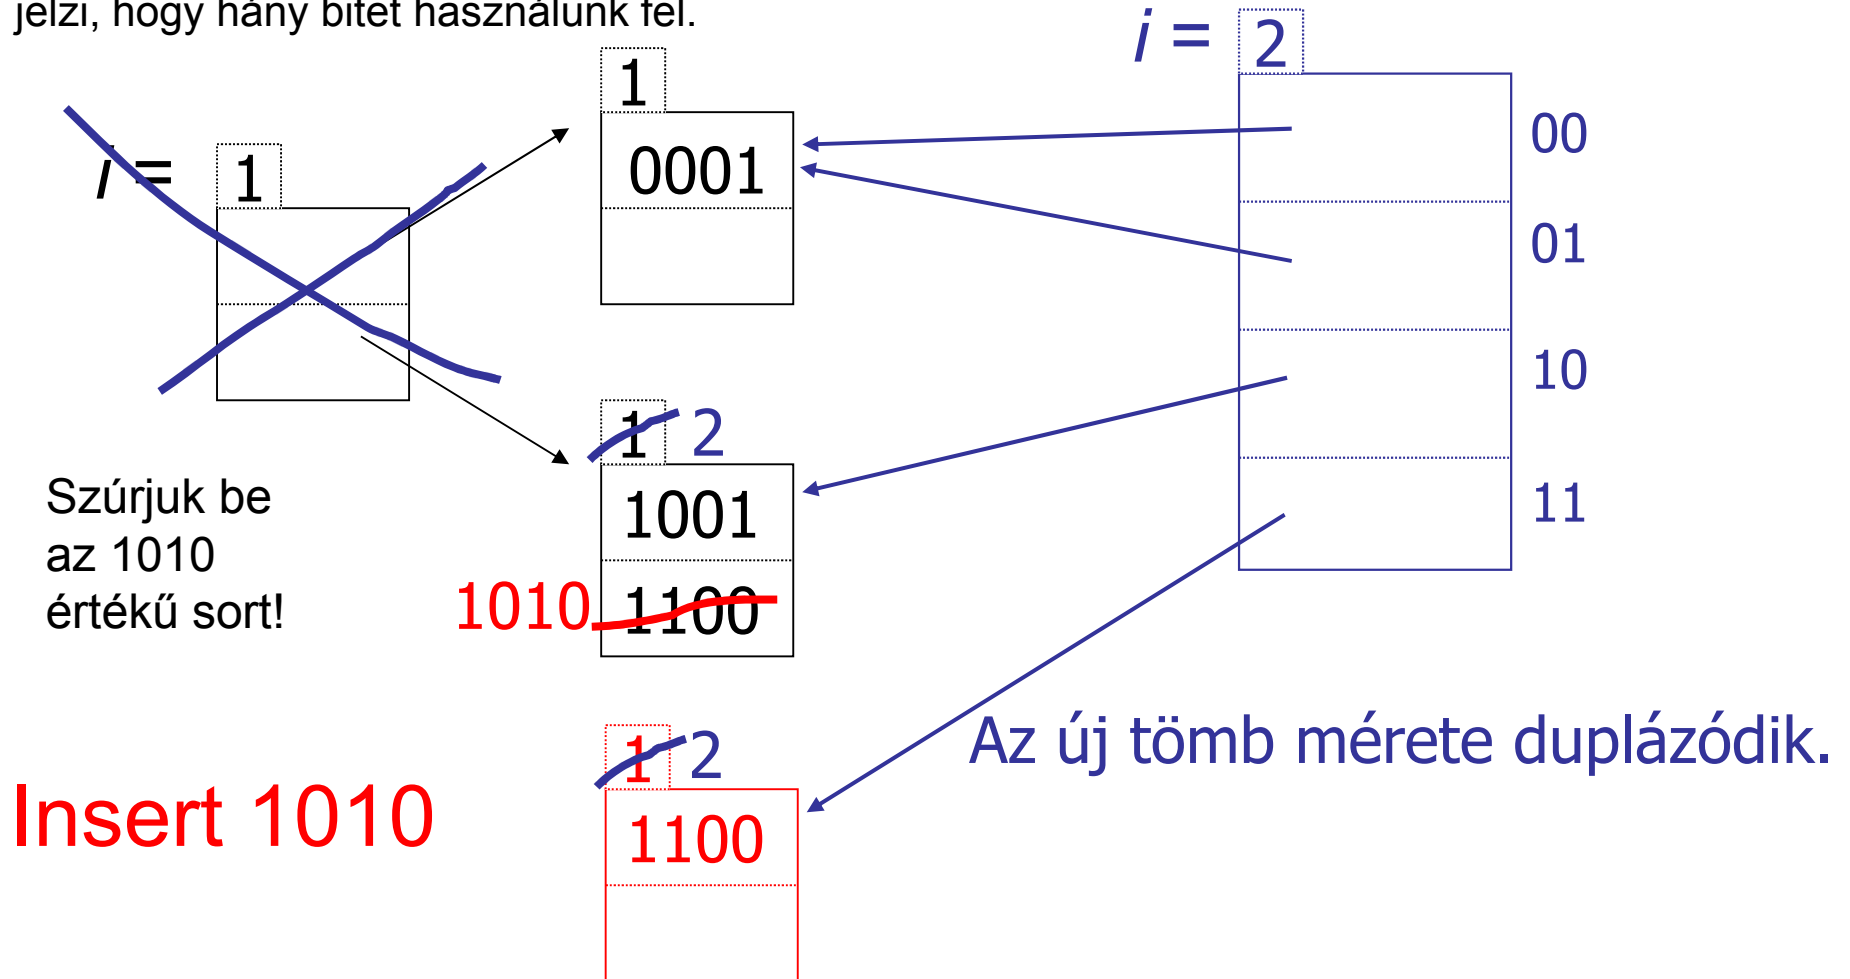 jelzi, hogy hány bitet használunk fel.
i = 2
1
0001
00
i = 1
01
10
1 2
1001
11
Szúrjuk be
az 1010
értékű sort!
1010 1100
Az új tömb mérete duplázódik.
1 2
Insert 1010
1100